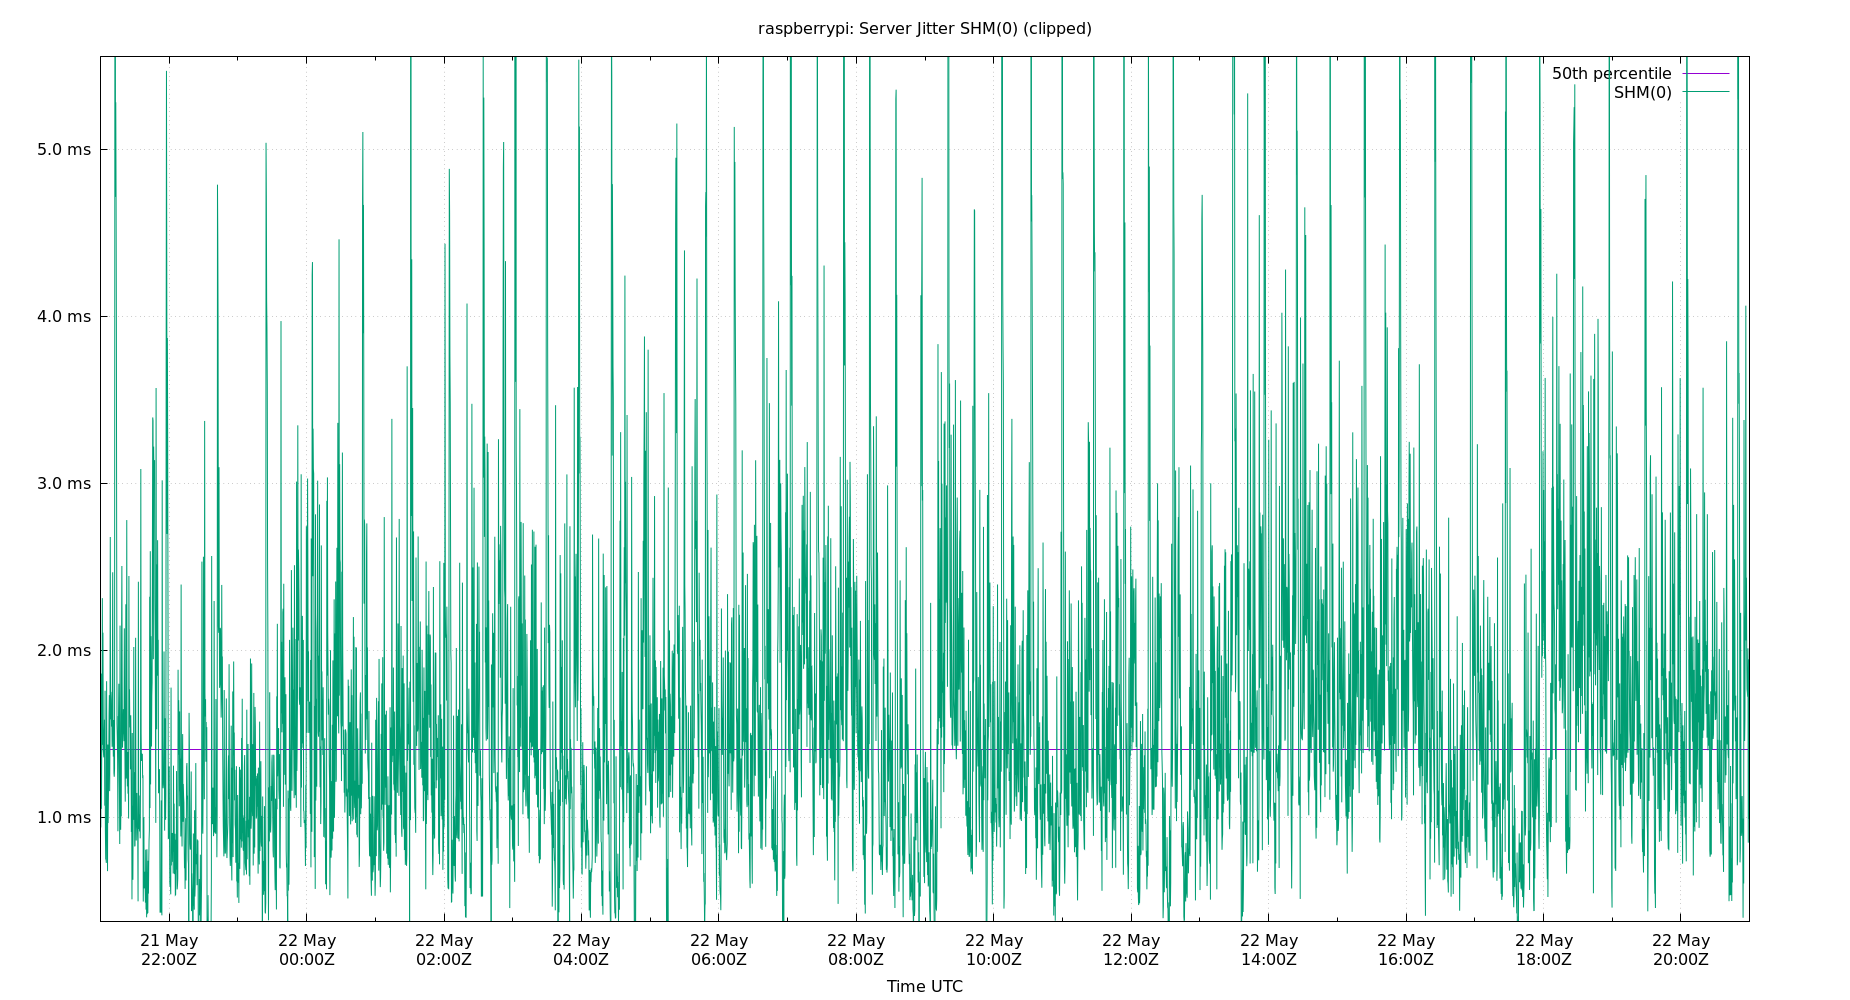 raspberrypi: Server Jitter SHM(0) (clipped)
50th percentile
SHM(0)
5.0 ms
4.0 ms
3.0 ms
2.0 ms
1.0 ms
21 May 22 May 22 May 22 May 22 May 22 May 22 May 22 May 22 May 22 May 22 May 22 May
22:00Z 00:00Z 02:00Z 04:00Z 06:00Z 08:00Z 10:00Z 12:00Z 14:00Z 16:00Z 18:00Z 20:00Z
Time UTC